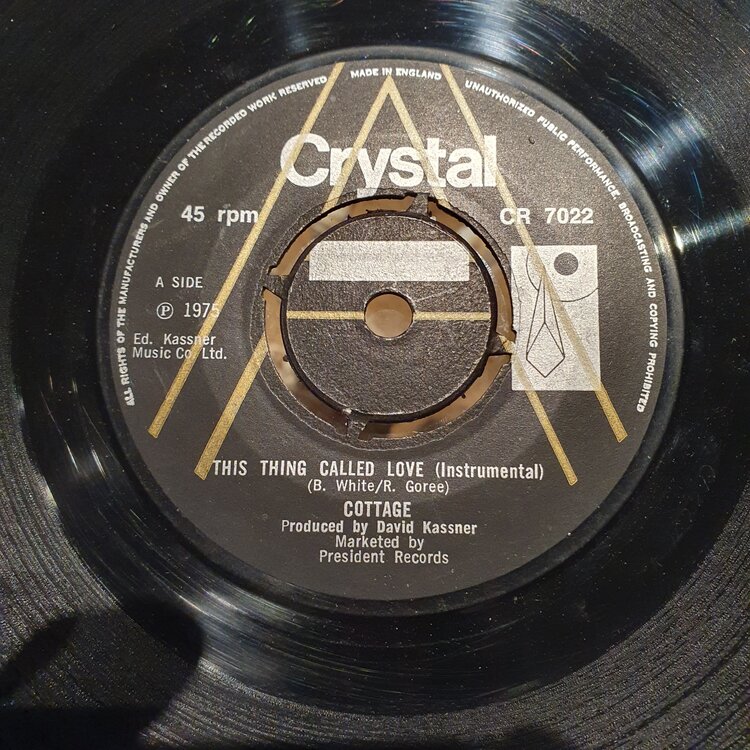 ALL RIGHTS OF THE MANUFACTURERS AND OWNER OF THE RECORDED WORK RESERVED
MADE IN ENGLAND
UNAUTHORIZED PUBLIC PERFORMANCE, BROADCASTING AND COPYING PROHIBITED
Crystal
45 rpm
CR 7022
A SIDE
℗ 1975
Ed. Kassner
Music Co. Ltd.
THIS THING CALLED LOVE (Instrumental)
(B. White/R. Goree)
COTTAGE
Produced by David Kassner
Marketed by
President Records